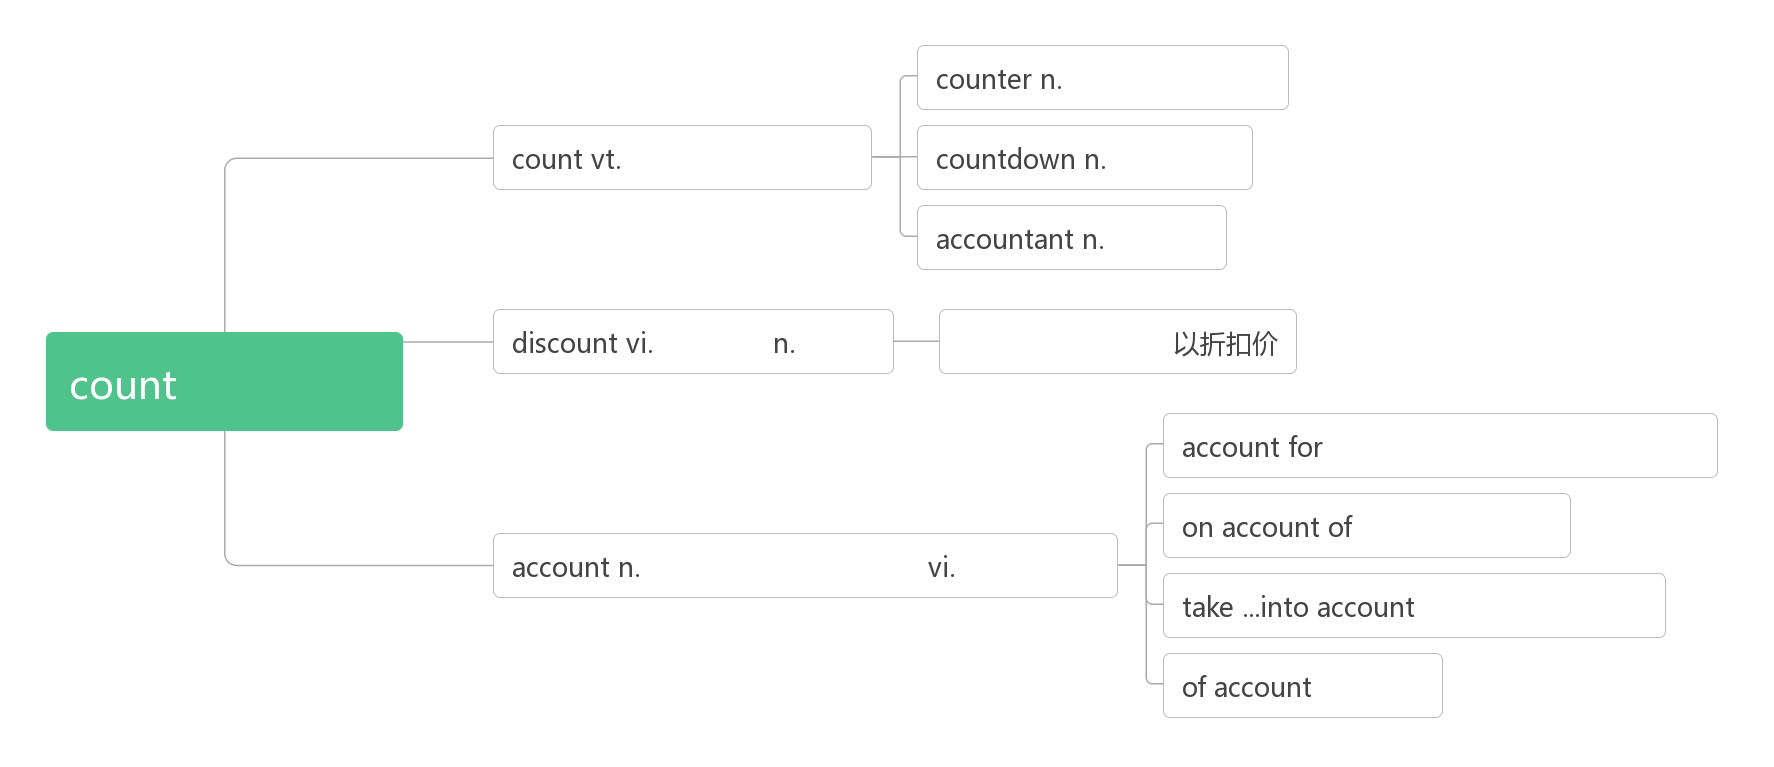 count
count vt.
counter n.
countdown n.
accountant n.
discount vi. n.
以折扣价
account n. vi.
account for
on account of
take ...into account
of account